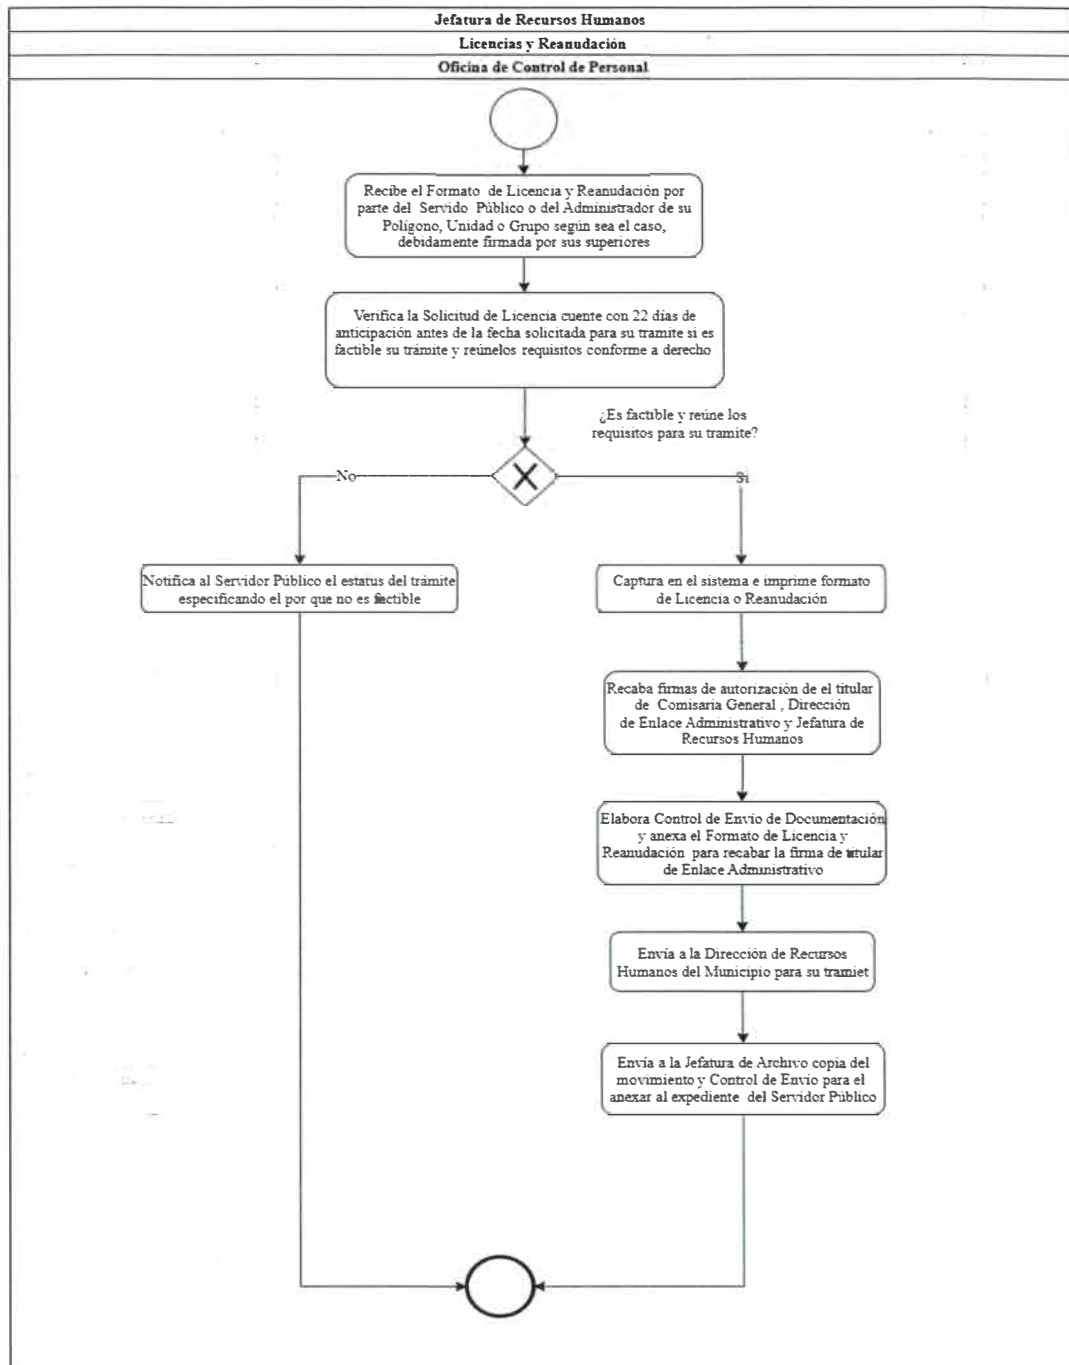 Jefatura de Recursos Humanos
Licencias y Reanudación
Oficina de Control de Personal
Recibe el Formato de Licencia y Reanudación por
parte del Servido Público o del Administrador de su
Polígono, Unidad o Grupo según sea el caso,
debidamente firmada por sus superiores
Verifica la Solicitud de Licencia cuente con 22 días de
anticipación antes de la fecha solicitada para su tramite si es
factible su trámite y reúnelos requisitos conforme a derecho
¿Es factible y reúne los
requisitos para su tramite?
No
Si
Notifica al Servidor Público el estatus del trámite
especificando el por que no es factible
Captura en el sistema e imprime formato
de Licencia o Reanudación
Recaba firmas de autorización de el titular
de Comisaria General , Dirección
de Enlace Administrativo y Jefatura de
Recursos Humanos
Elabora Control de Envío de Documentación
y anexa el Formato de Licencia y
Reanudación para recabar la firma de titular
de Enlace Administrativo
Envía a la Dirección de Recursos
Humanos del Municipio para su tramiet
Envía a la Jefatura de Archivo copia del
movimiento y Control de Envío para el
anexar al expediente del Servidor Público